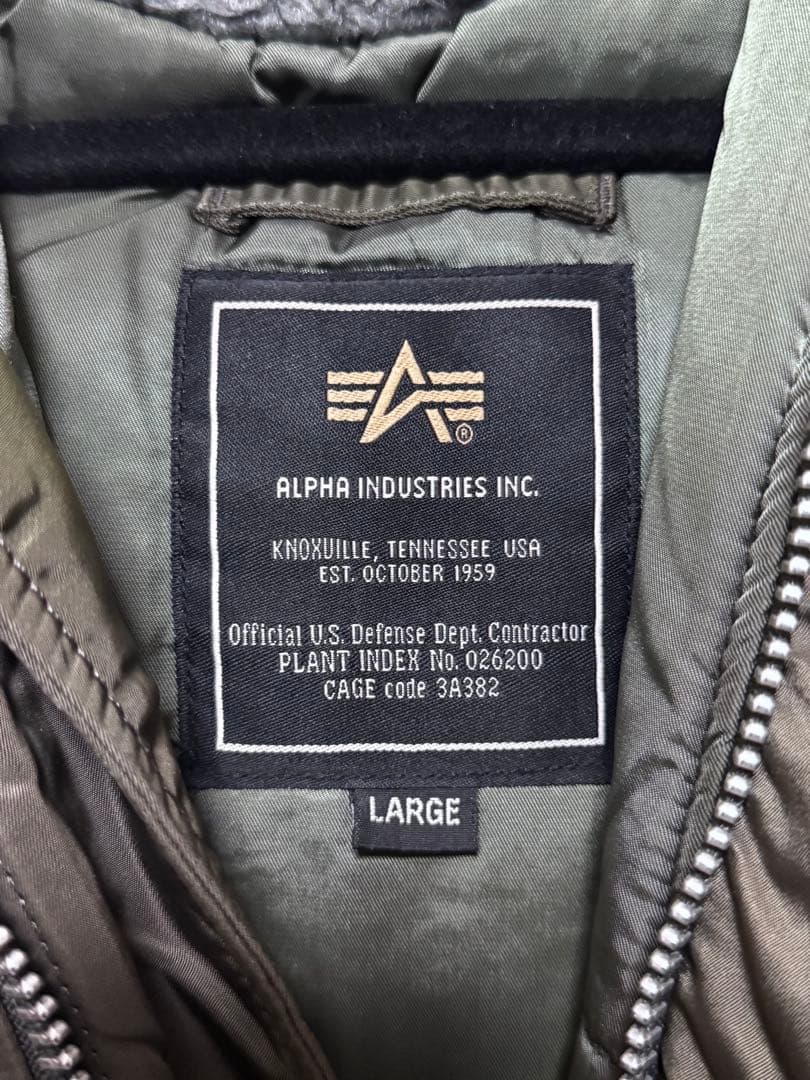 ®
ALPHA INDUSTRIES INC.
KNOXUILLE, TENNESSEE USA
EST. OCTOBER 1959
Official U.S. Defense Dept. Contractor
PLANT INDEX No. 026200
CAGE code 3A382
LARGE